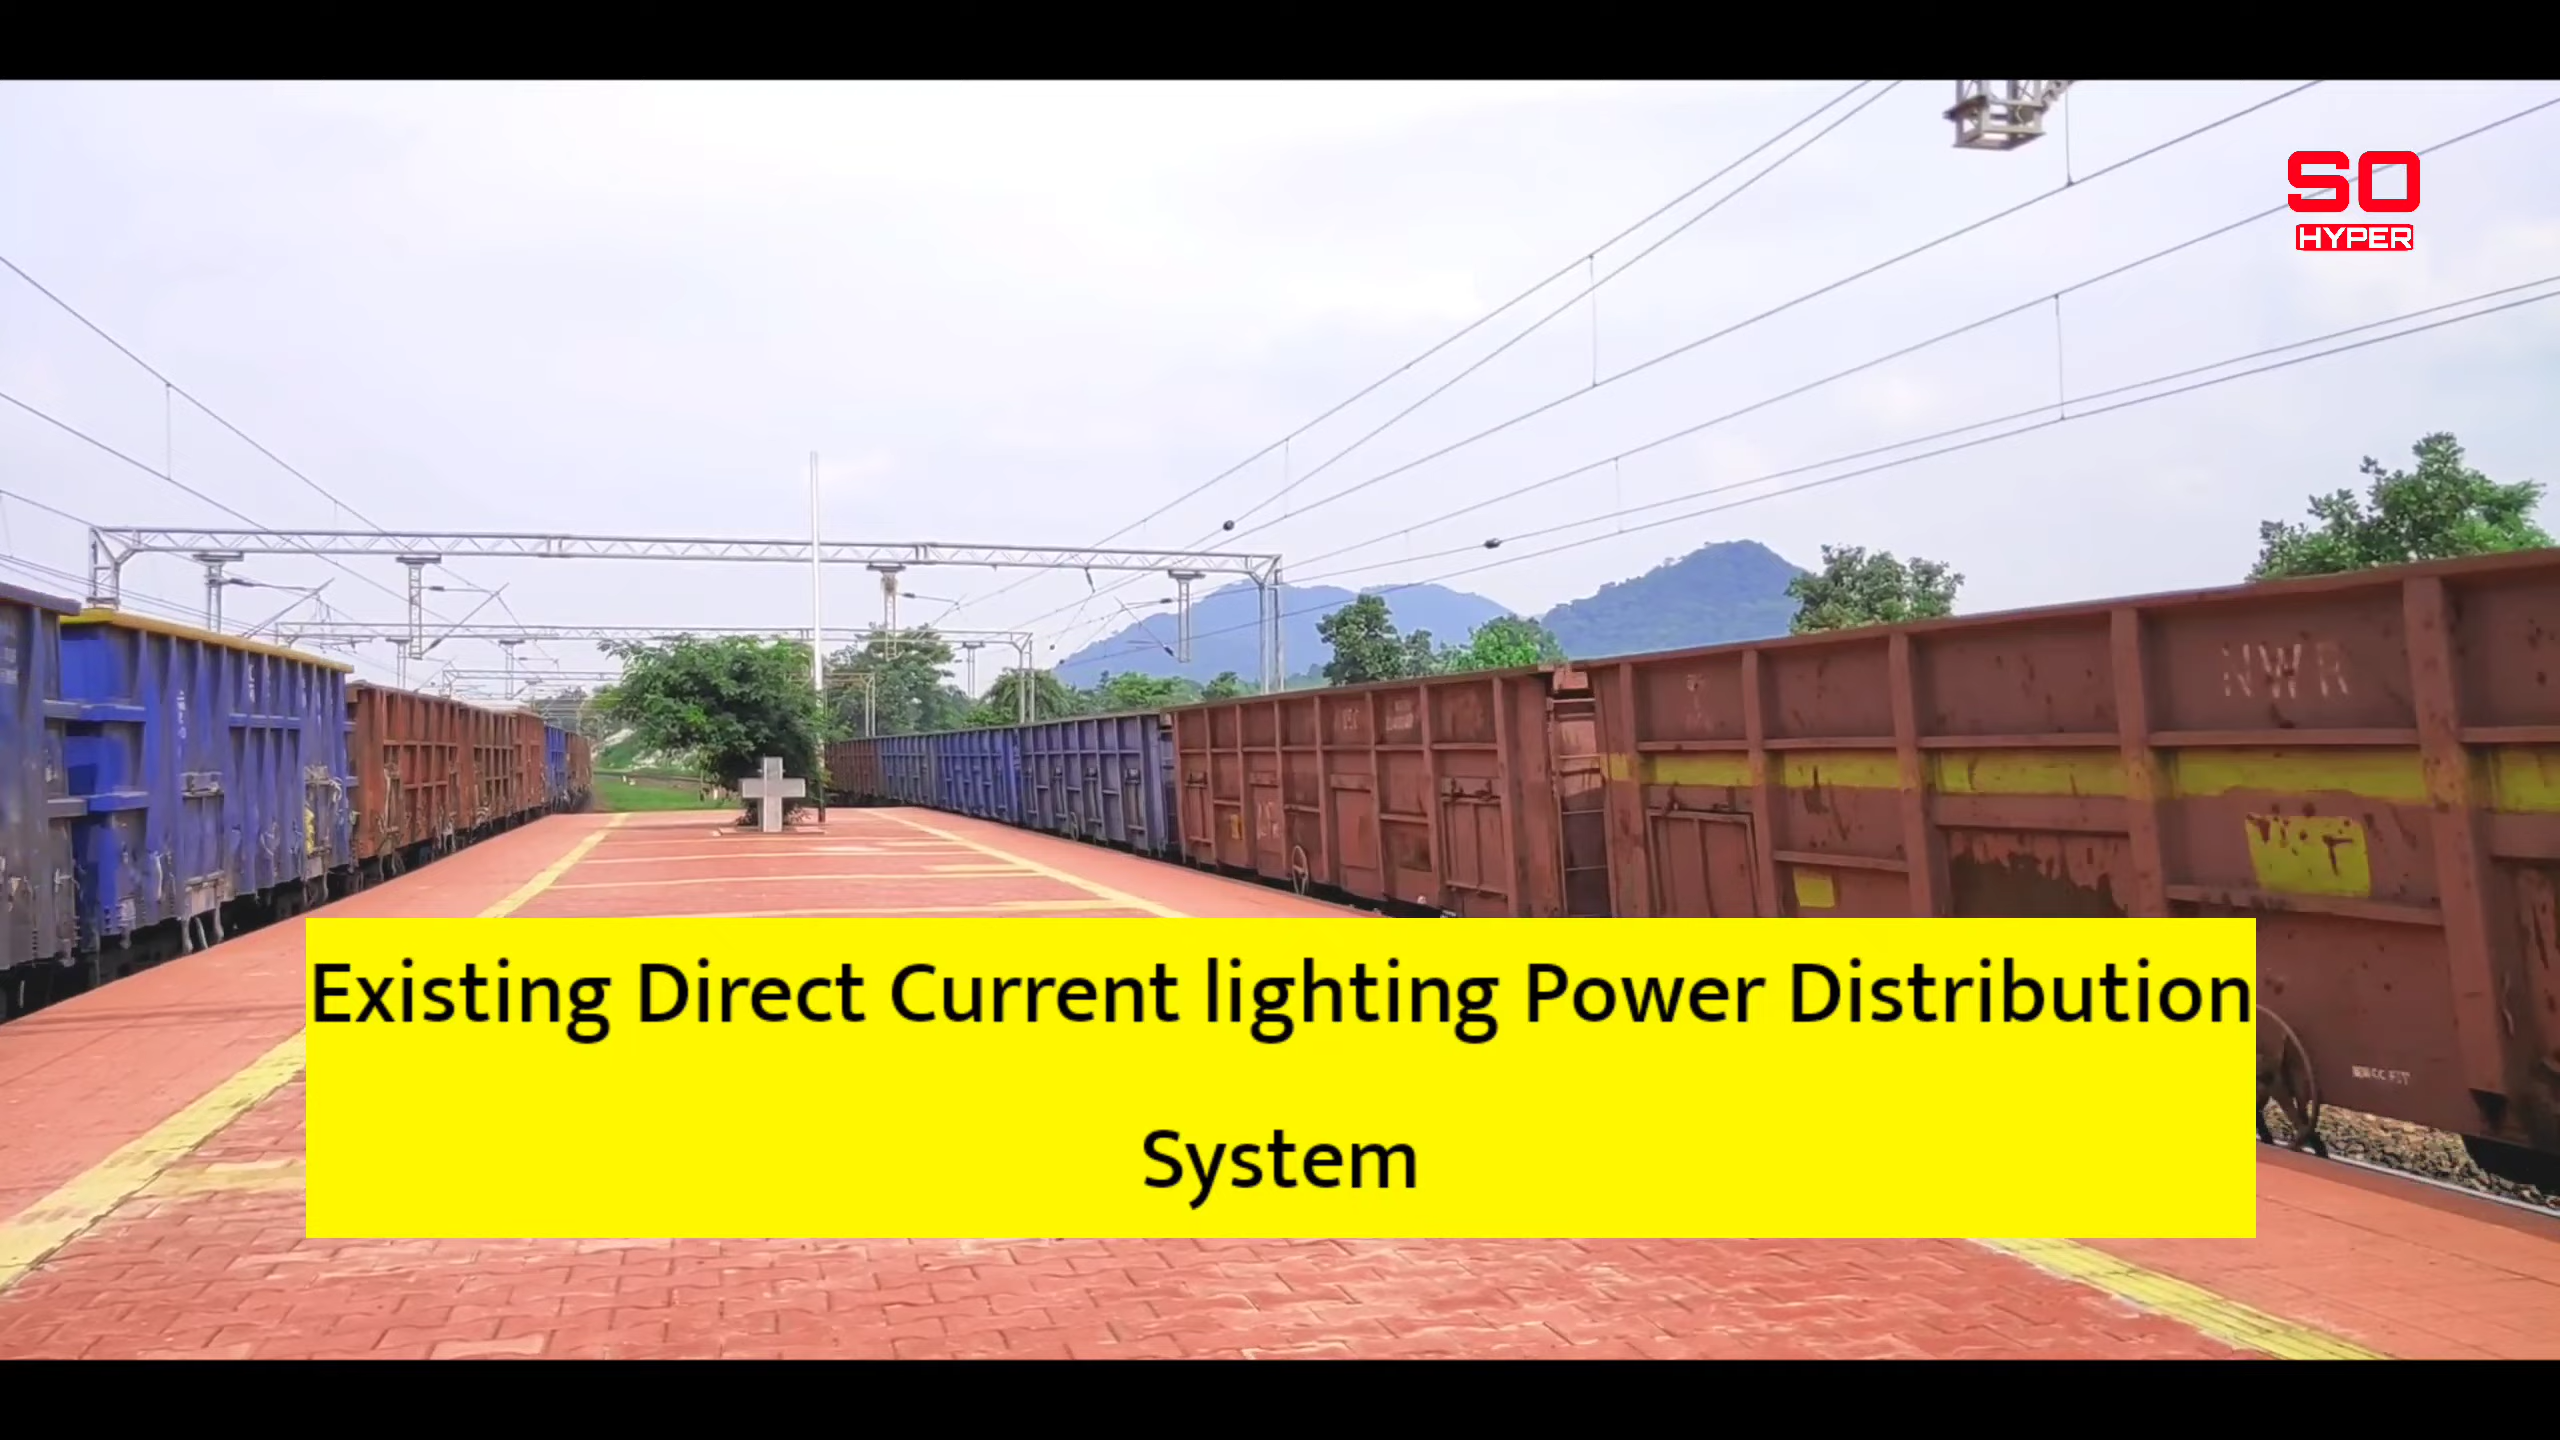 SO
HYPER
NWR
Existing Direct Current lighting Power Distribution
System